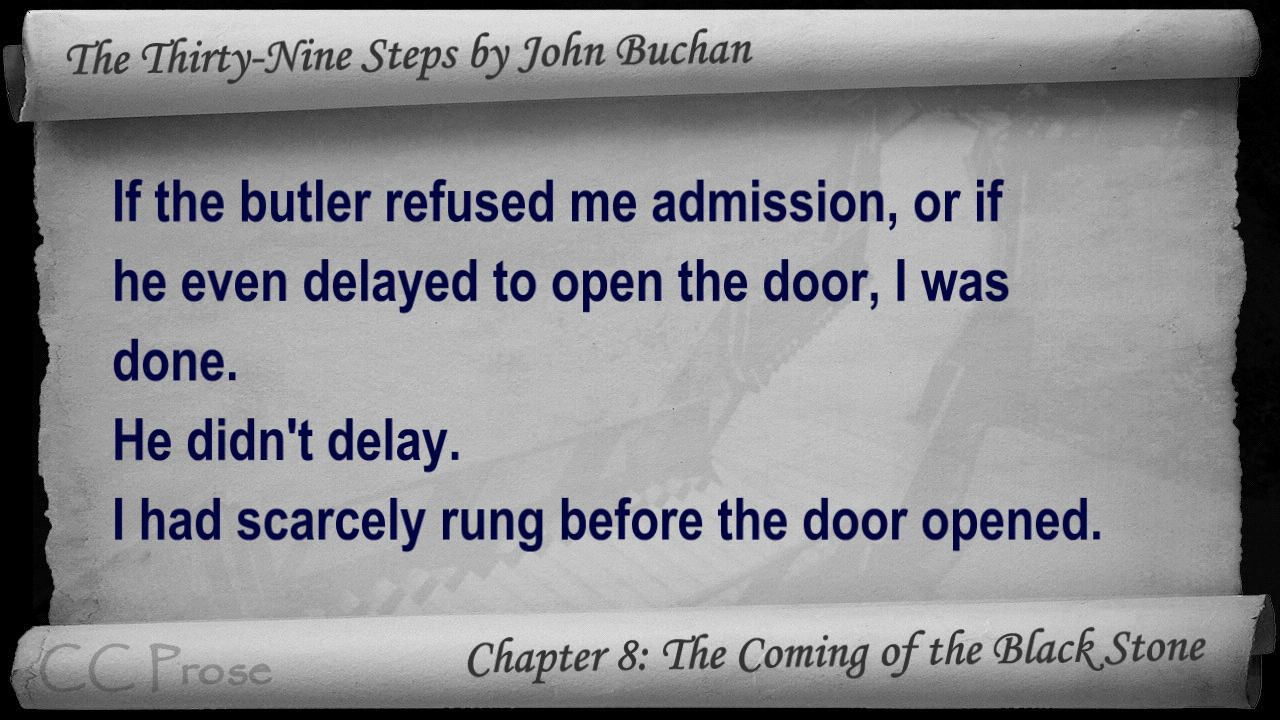 The Thirty-Nine Steps by John Buchan
If the butler refused me admission, or if
he even delayed to open the door, I was
done.
He didn't delay.
I had scarcely rung before the door opened.
CC Prose
Chapter 8: The Coming of the Black Stone